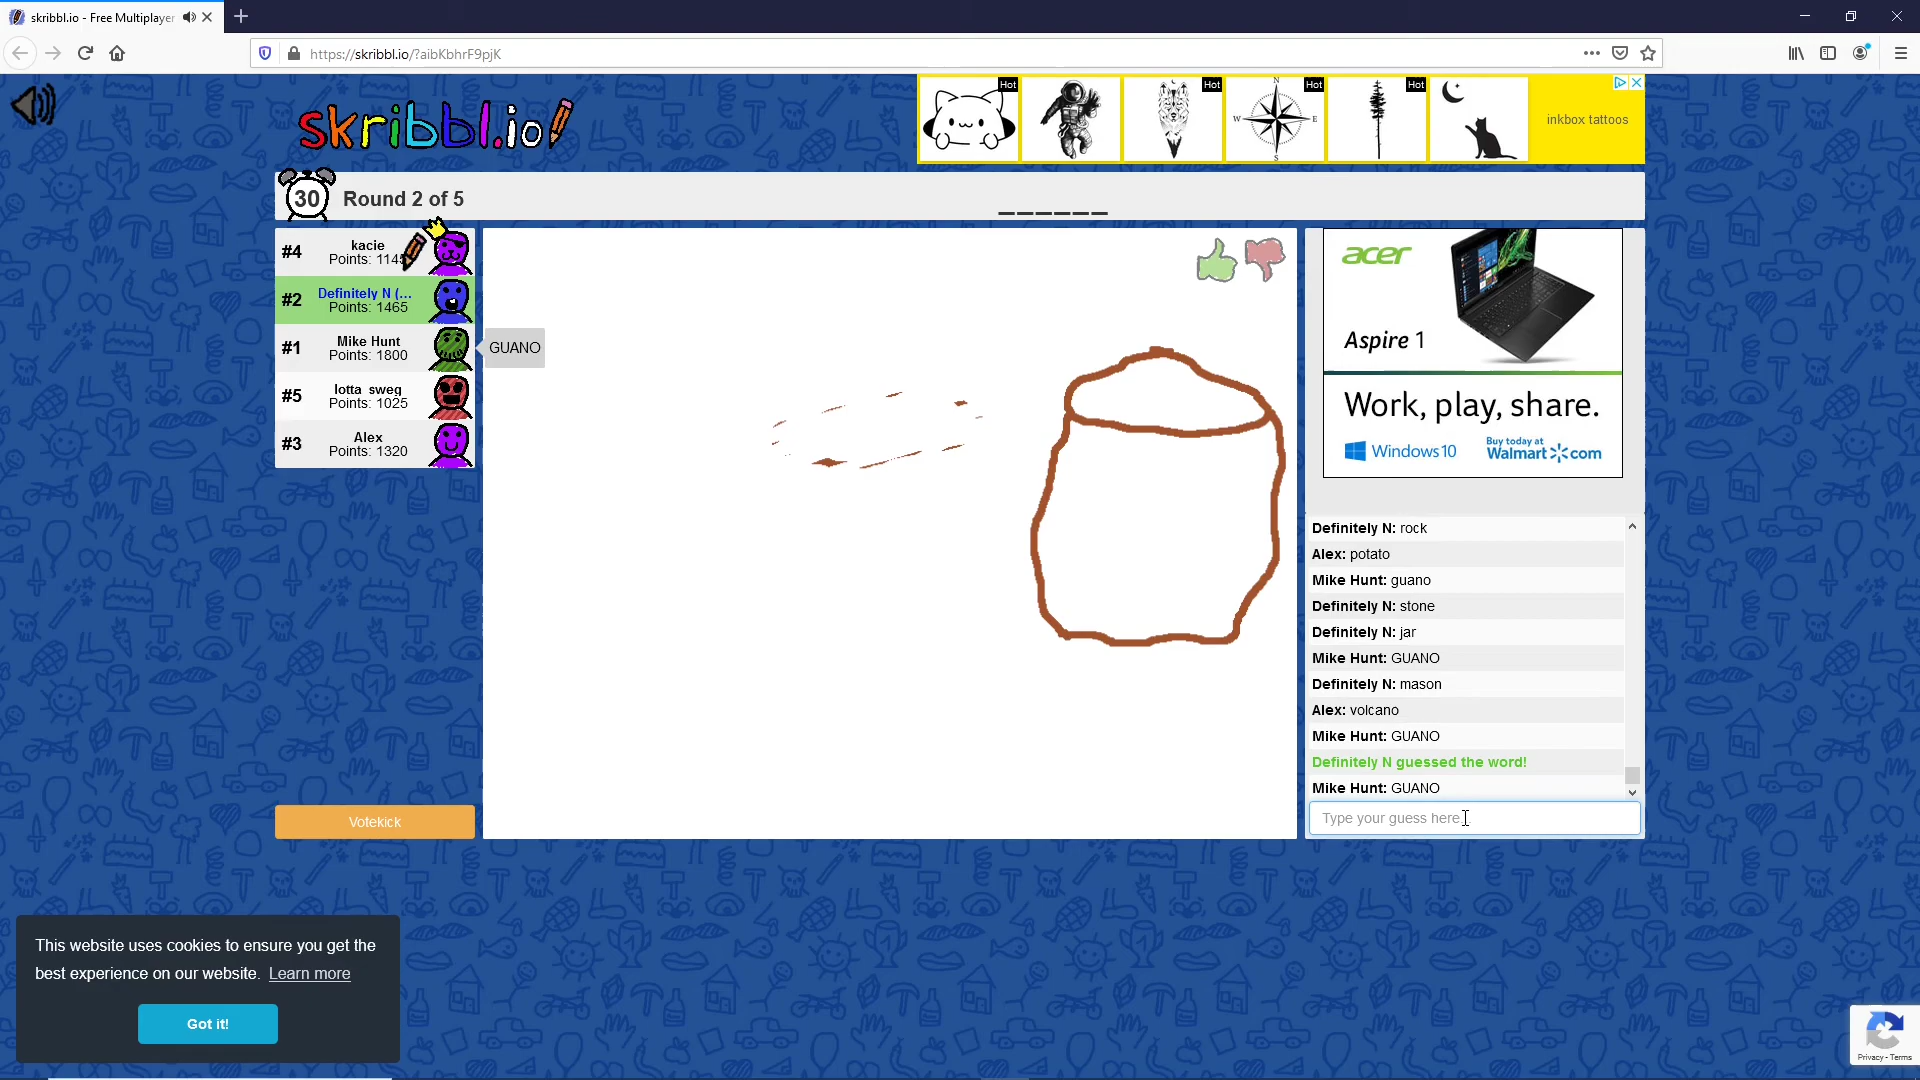 skribbl.io - Free Multiplayer
https://skribbl.io/?aibKbhrF9pjK
skribbl.io
Hot
Hot
Hot
Hot
N
W
E
S
inkbox tattoos
30
Round 2 of 5
______
#4
kacie
Points: 1145
#2
Definitely N (...
Points: 1465
#1
Mike Hunt
Points: 1800
GUANO
#5
lotta sweg
Points: 1025
#3
Alex
Points: 1320
Votekick
acer
Aspire 1
Work, play, share.
Windows10
Buy today at
Walmart.com
Definitely N: rock
Alex: potato
Mike Hunt: guano
Definitely N: stone
Definitely N: jar
Mike Hunt: GUANO
Definitely N: mason
Alex: volcano
Mike Hunt: GUANO
Definitely N guessed the word!
Mike Hunt: GUANO
Type your guess here
This website uses cookies to ensure you get the
best experience on our website. Learn more
Got it!
Privacy - Terms